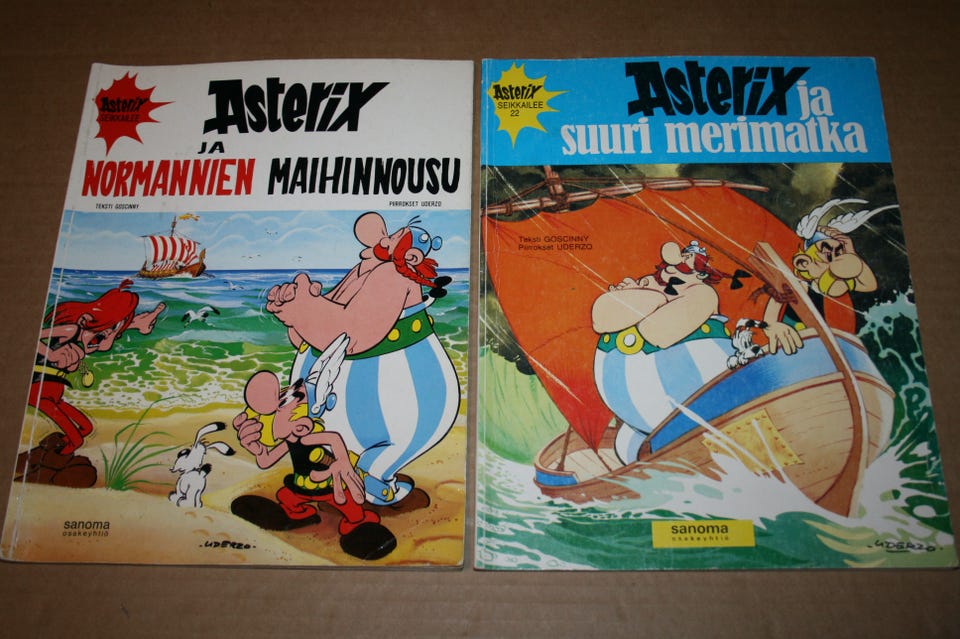 Asterix
SEIKKAILEE
Asterix
JA
NORMANNIEN MAIHINNOUSU
TEKSTI GOSCINNY
PIIRROKSET UDERZO
sanoma
osakeyhtiö
UDERZO
Asterix
SEIKKAILEE
22
Asterix ja
suuri merimatka
Teksti GOSCINNY
Piirrokset UDERZO
sanoma
osakeyhtiö
UDERZO